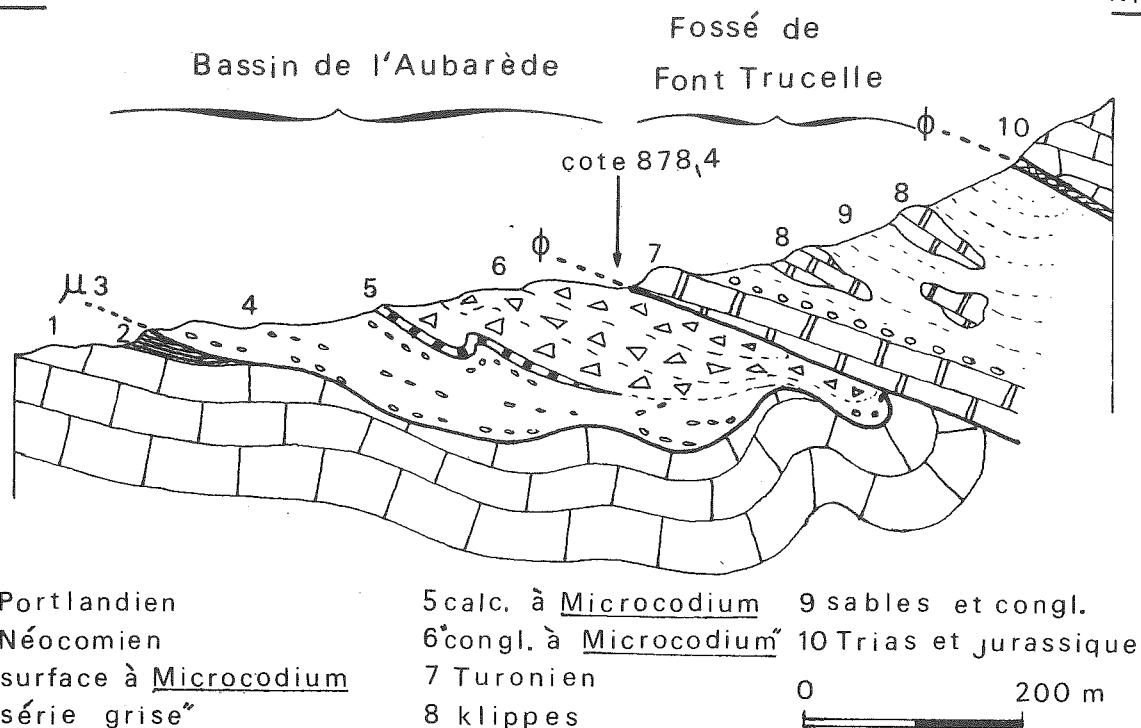 Fossé de
Bassin de l'Aubarède
Font Trucelle
ϕ
10
cote 878,4
8
9
8
7
ϕ
6
5
μ 3
4
1
2
Portlandien
Néocomien
surface à Microcodium
série grise"
5 calc. à Microcodium
6 "congl. à Microcodium"
7 Turonien
8 klippes
9 sables et congl.
10 Trias et jurassique
0 200 m